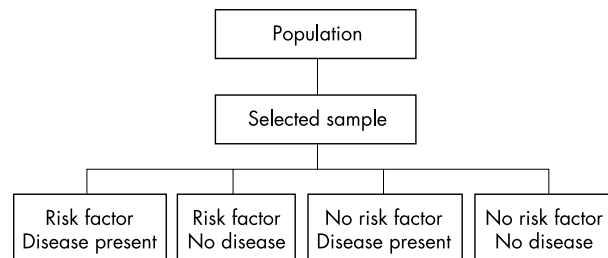 Population
Selected sample
Risk factor
Disease present
Risk factor
No disease
No risk factor
Disease present
No risk factor
No disease